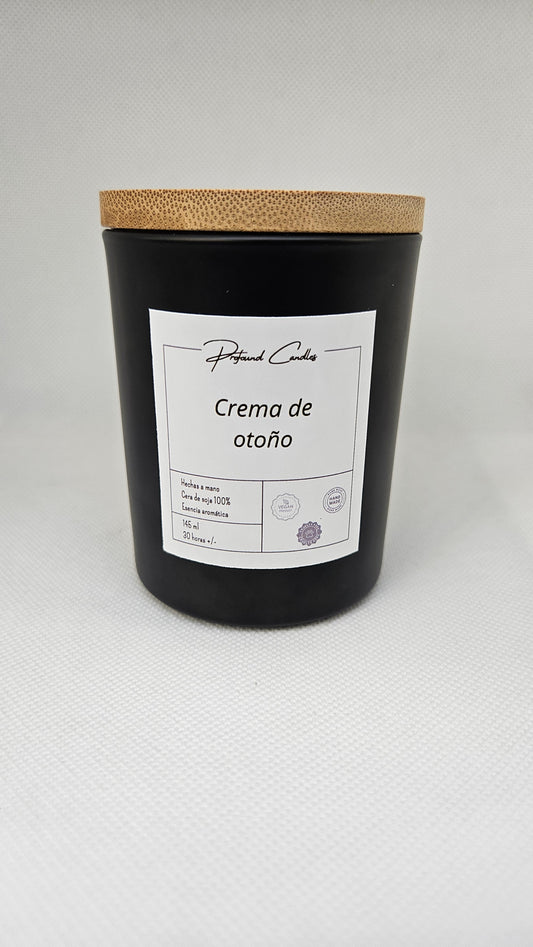 Profound Candles
Crema de
otoño
Hechas a mano
Cera de soja 100%
Esencia aromática
145 ml
30 horas +/-
VEGAN
HAND
MADE